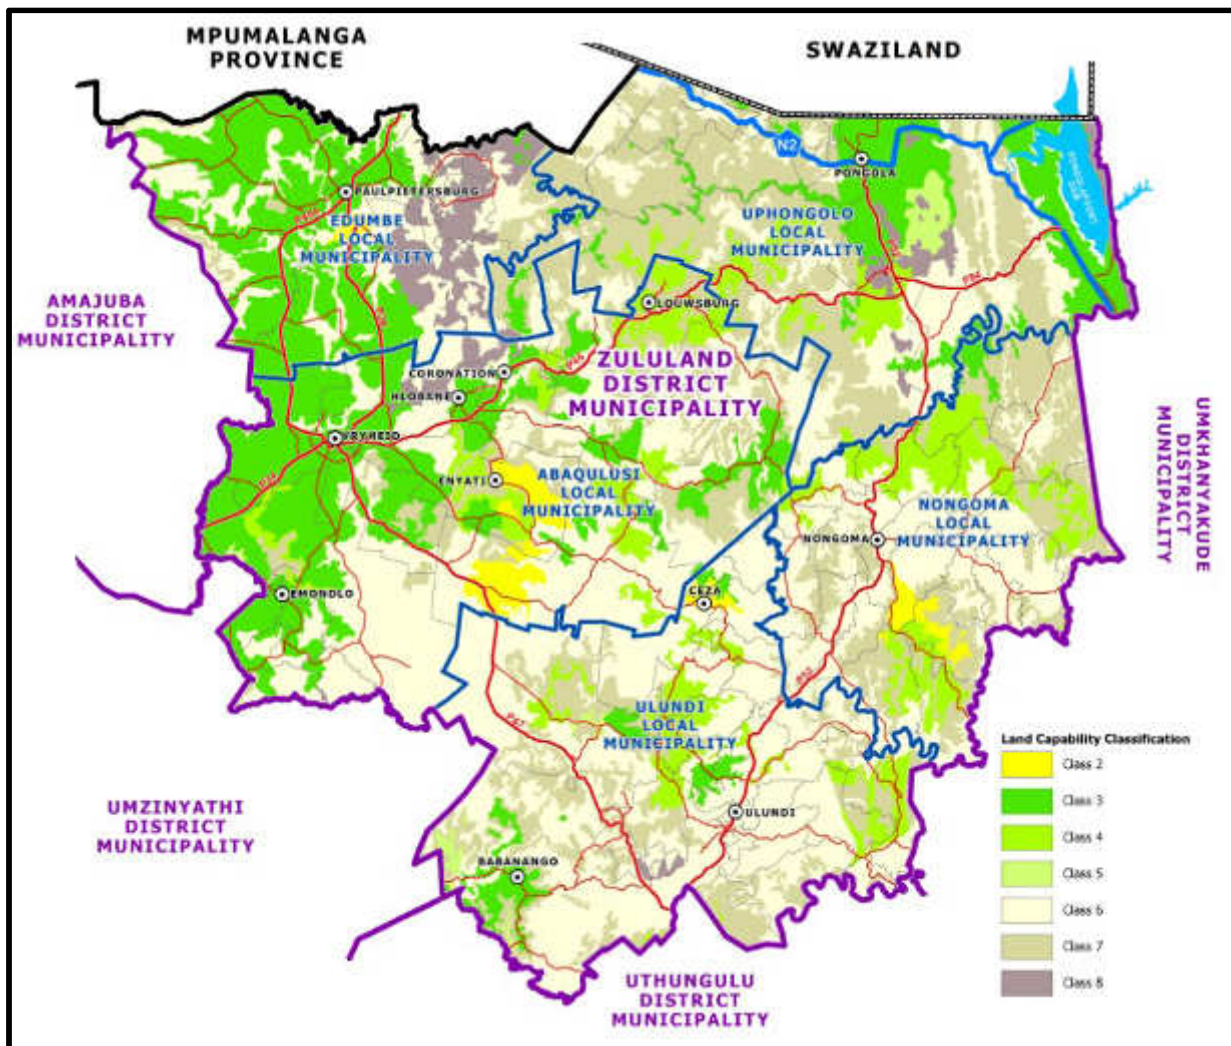 MPUMALANGA
PROVINCE
SWAZILAND
N2
PONGOLA
PAULPIETERSBURG
EDUMBE
LOCAL
MUNICIPALITY
UPHONGOLO
LOCAL
MUNICIPALITY
AMAJUBA
DISTRICT
MUNICIPALITY
LOUWSBURG
CORONATION
ZULULAND
DISTRICT
MUNICIPALITY
HLOBANE
VRYHEID
ENYATI
ABAQULUSI
LOCAL
MUNICIPALITY
UMKHANYAKUDE
DISTRICT
MUNICIPALITY
NONGOMA
LOCAL
MUNICIPALITY
NONGOMA
EMONDLO
CEZA
ULUNDI
LOCAL
MUNICIPALITY
P47
UMZINYATHI
DISTRICT
MUNICIPALITY
ULUNDI
BABANANGO
UTHUNGULU
DISTRICT
MUNICIPALITY
Land Capability Classification
Class 2
Class 3
Class 4
Class 5
Class 6
Class 7
Class 8